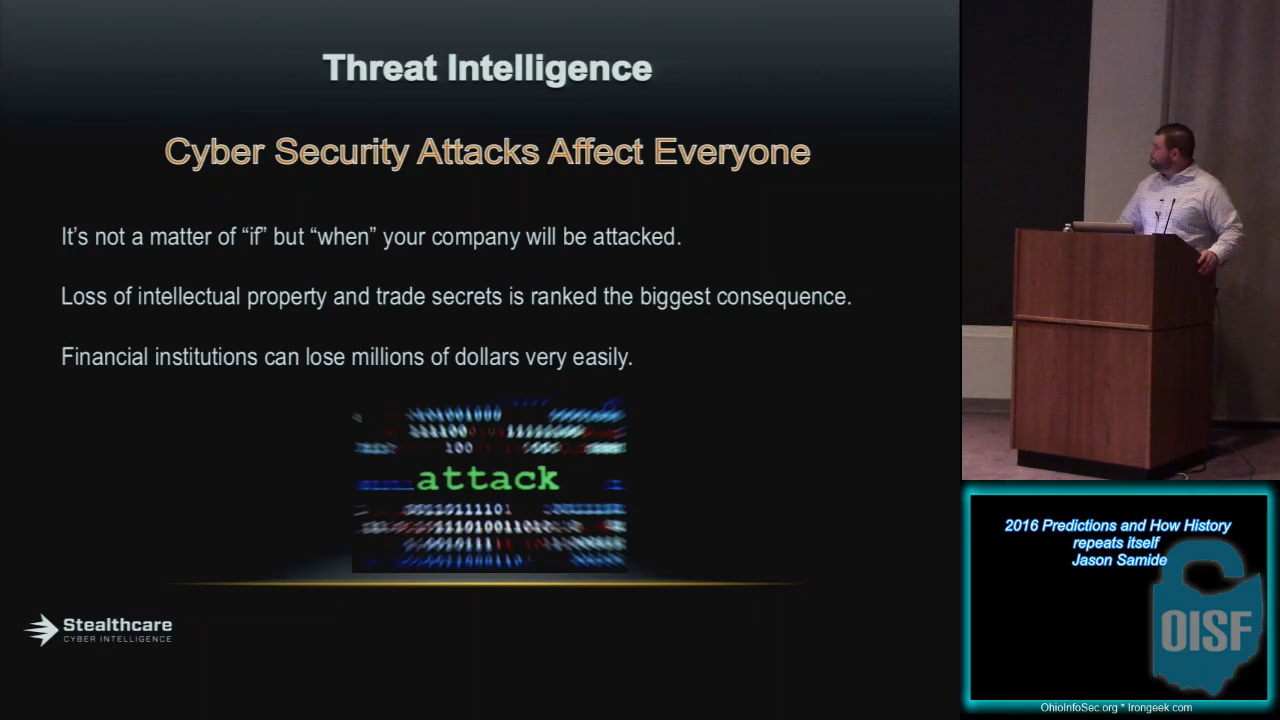 Threat Intelligence
Cyber Security Attacks Affect Everyone
It's not a matter of “if” but “when” your company will be attacked.
Loss of intellectual property and trade secrets is ranked the biggest consequence.
Financial institutions can lose millions of dollars very easily.
attack
Stealthcare
CYBER INTELLIGENCE
2016 Predictions and How History
repeats itself
Jason Samide
OISF
OhioInfoSec.org * Irongeek.com